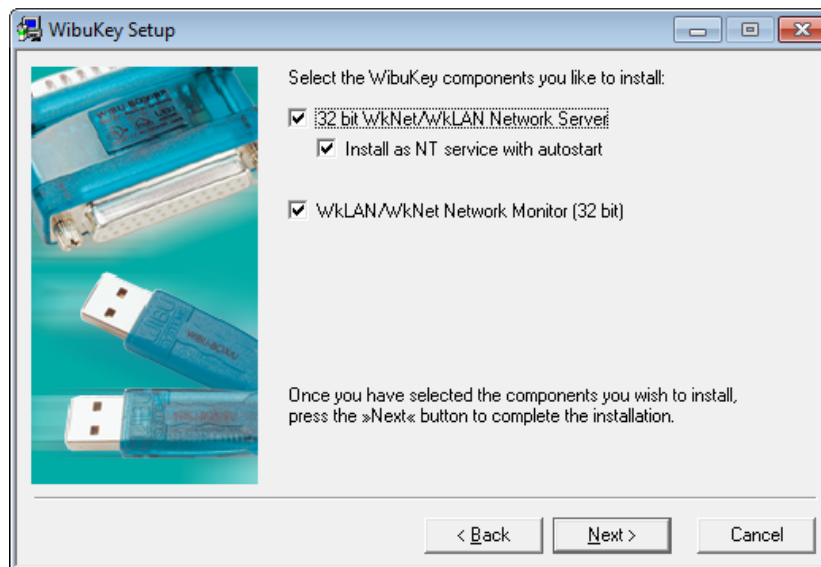 WibuKey Setup
Select the WibuKey components you like to install:
32 bit WkNet/WkLAN Network Server
Install as NT service with autostart
WkLAN/WkNet Network Monitor (32 bit)
Once you have selected the components you wish to install,
press the »Next« button to complete the installation.
< Back
Next >
Cancel